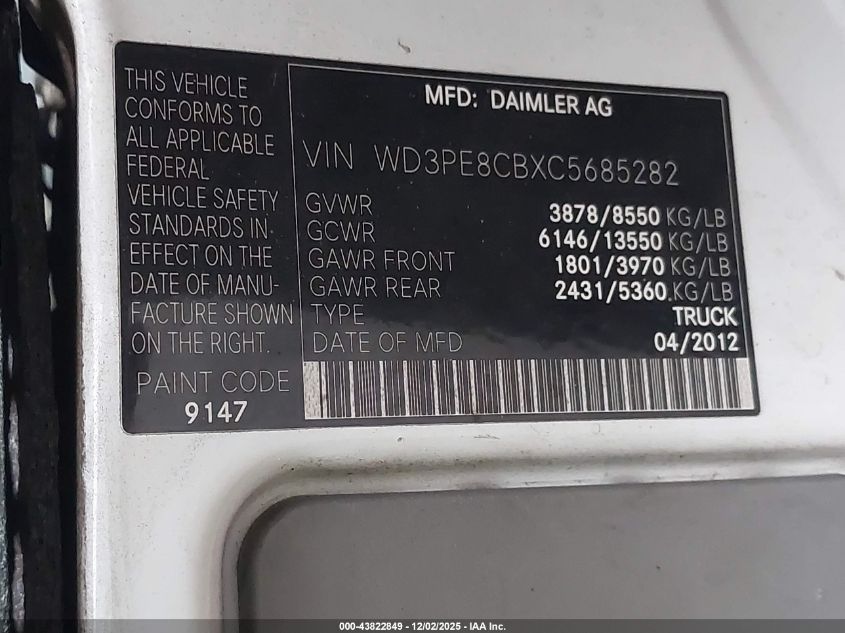 THIS VEHICLE
CONFORMS TO
ALL APPLICABLE
FEDERAL
VEHICLE SAFETY
STANDARDS IN
EFFECT ON THE
DATE OF MANU-
FACTURE SHOWN
ON THE RIGHT.
PAINT CODE
9147
MFD: DAIMLER AG
VIN WD3PE8CBXC5685282
GVWR 3878/8550 KG/LB
GCWR 6146/13550 KG/LB
GAWR FRONT 1801/3970 KG/LB
GAWR REAR 2431/5360 KG/LB
TYPE TRUCK
DATE OF MFD 04/2012
000-43822849 - 12/02/2025 - IAA Inc.